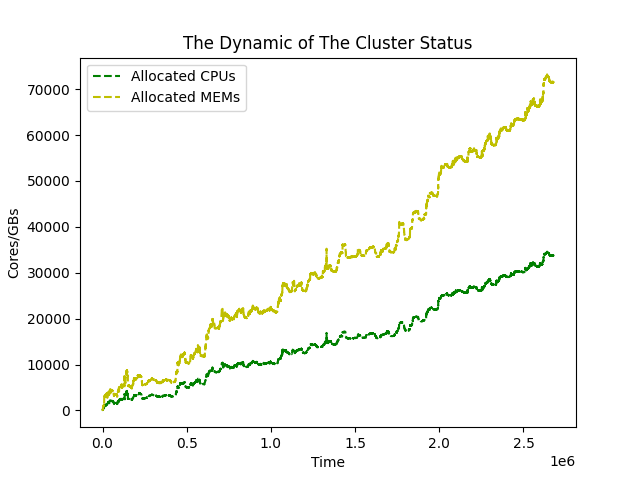 The Dynamic of The Cluster Status
Allocated CPUs
Allocated MEMs
Cores/GBs
70000
60000
50000
40000
30000
20000
10000
0
0.0 0.5 1.0 1.5 2.0 2.5
1e6
Time